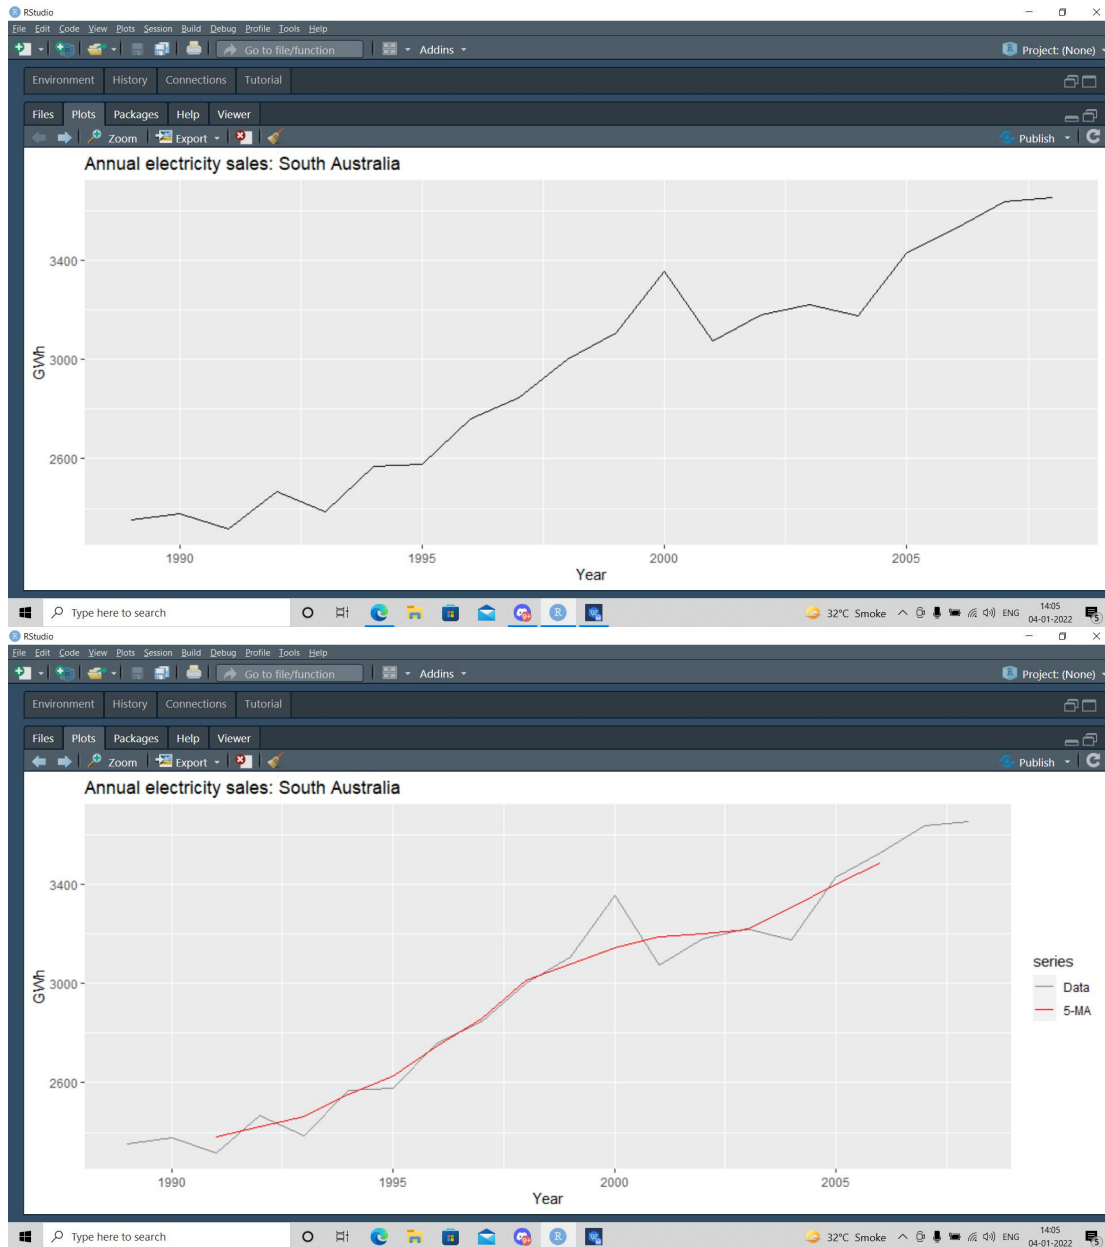 RStudio
File Edit Code View Plots Session Build Debug Profile Tools Help
Go to file/function Addins Project: (None)
Environment History Connections Tutorial
Files Plots Packages Help Viewer
Zoom Export Publish
Annual electricity sales: South Australia
GWh
3400
3000
2600
1990 1995 2000 2005
Year
Type here to search 32°C Smoke ENG 14:05
04-01-2022
RStudio
File Edit Code View Plots Session Build Debug Profile Tools Help
Go to file/function Addins Project: (None)
Environment History Connections Tutorial
Files Plots Packages Help Viewer
Zoom Export Publish
Annual electricity sales: South Australia
GWh
3400
3000
2600
series
Data
5-MA
1990 1995 2000 2005
Year
Type here to search 32°C Smoke ENG 14:05
04-01-2022